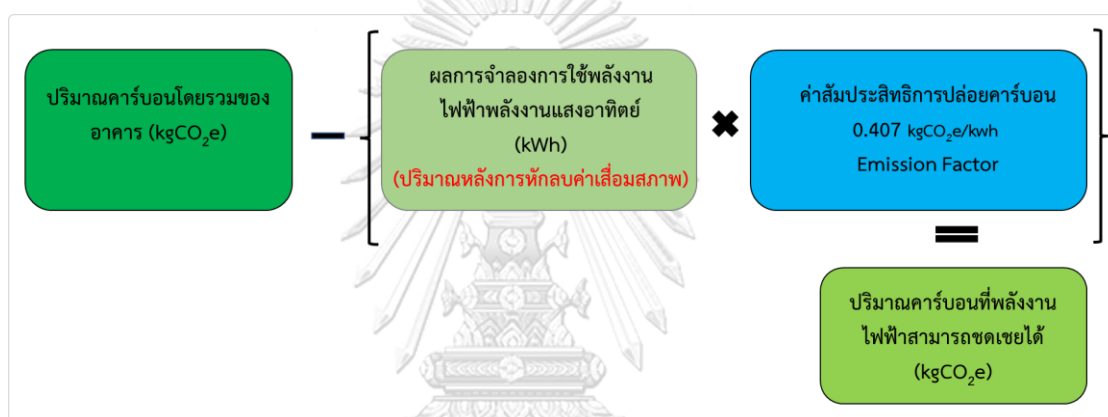 ปริมาณคาร์บอนโดยรวมของ
อาคาร (kgCO₂e)
ผลการจำลองการใช้พลังงาน
ไฟฟ้าพลังงานแสงอาทิตย์
(kWh)
(ปริมาณหลังการหักลบค่าเสื่อมสภาพ)
ค่าสัมประสิทธิการปล่อยคาร์บอน
0.407 kgCO₂e/kwh
Emission Factor
ปริมาณคาร์บอนที่พลังงาน
ไฟฟ้าสามารถชดเชยได้
(kgCO₂e)